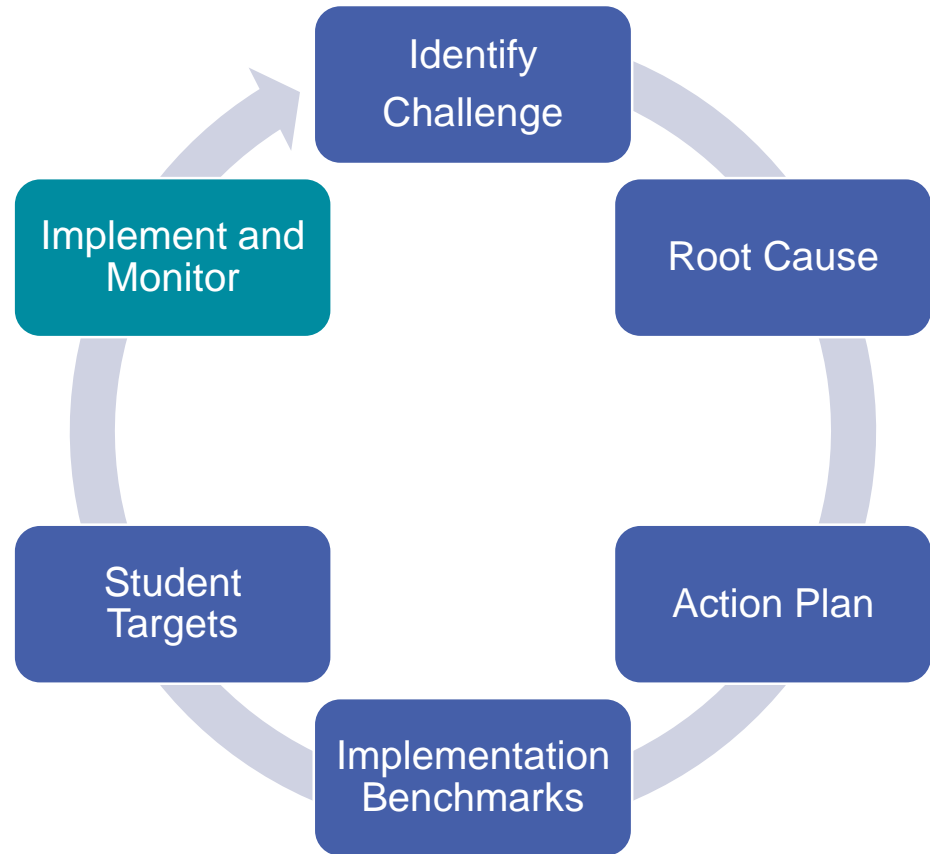 Identify
Challenge
Root Cause
Action Plan
Implementation
Benchmarks
Student
Targets
Implement and
Monitor